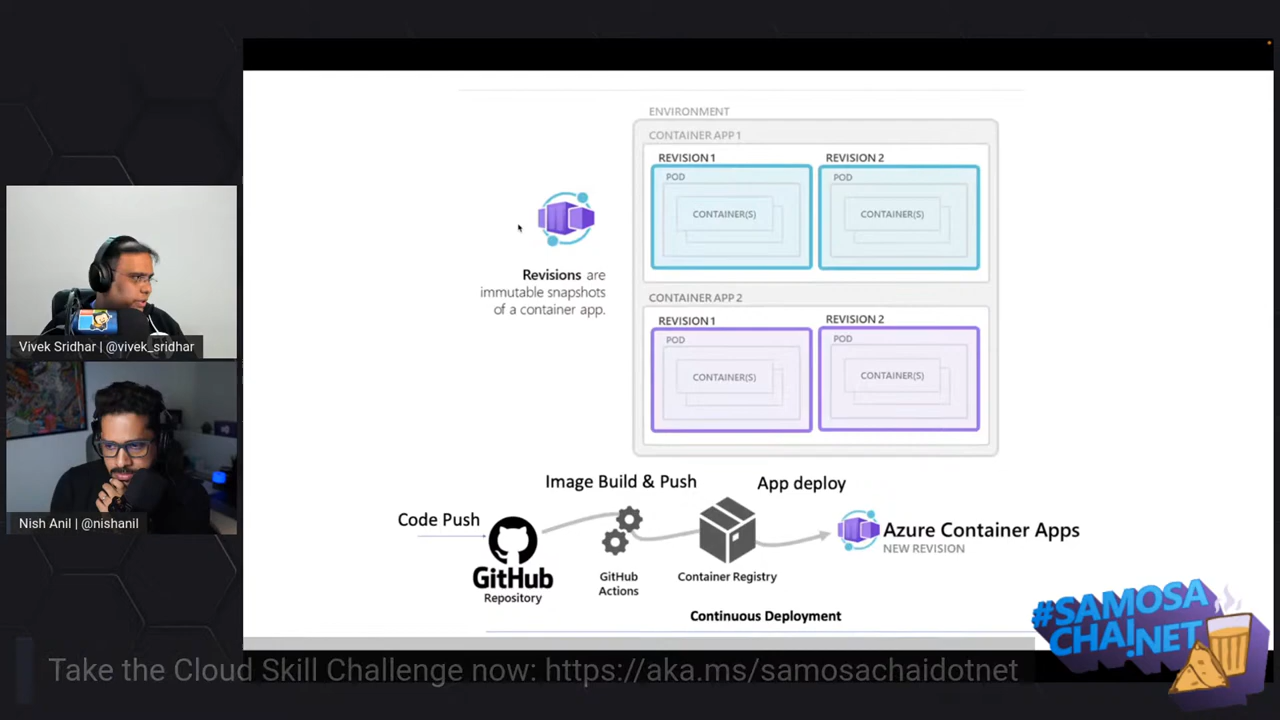 ENVIRONMENT
CONTAINER APP 1
REVISION 1
REVISION 2
POD
POD
CONTAINER(S)
CONTAINER(S)
Revisions are
immutable snapshots
of a container app.
CONTAINER APP 2
REVISION 1
REVISION 2
POD
POD
CONTAINER(S)
CONTAINER(S)
Vivek Sridhar | @vivek_sridhar
Nish Anil | @nishanil
Image Build & Push
App deploy
Code Push
GitHub
Repository
GitHub
Actions
Container Registry
Azure Container Apps
NEW REVISION
Continuous Deployment
#SAMOSA
CHAI.NET
Take the Cloud Skill Challenge now: https://aka.ms/samosachaidotnet